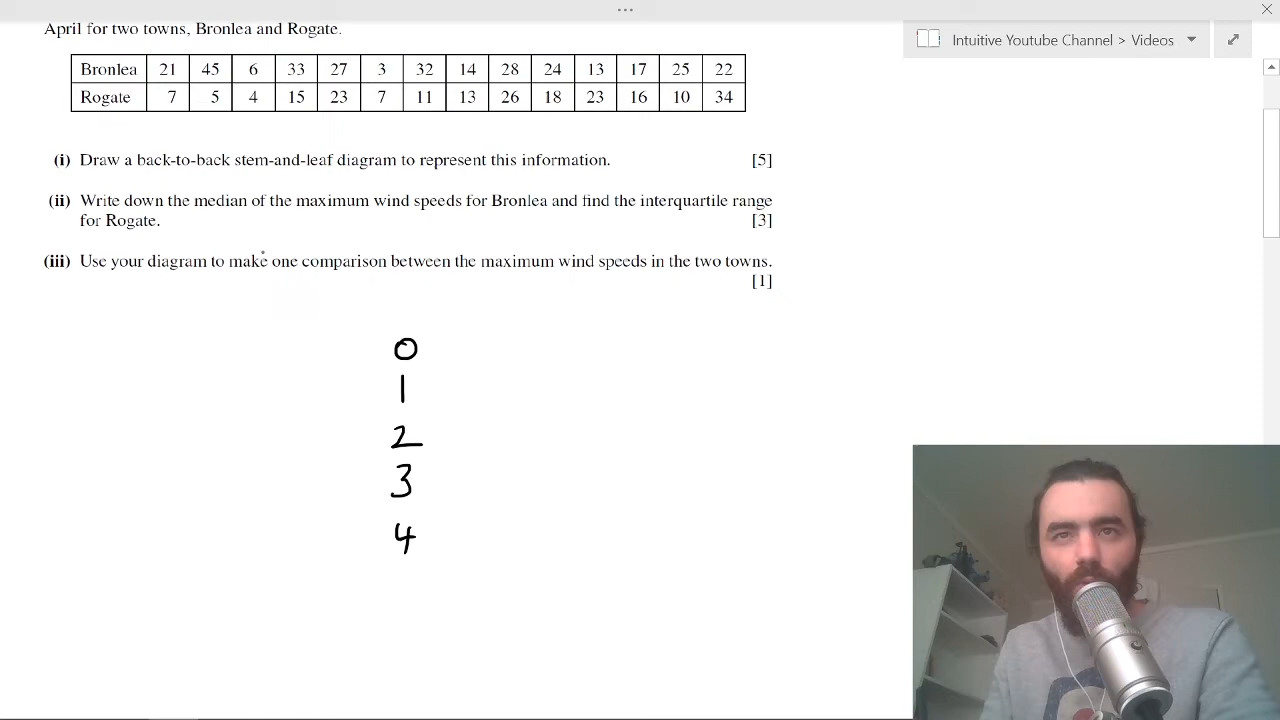 April for two towns, Bronlea and Rogate.
Intuitive Youtube Channel > Videos
Bronlea 21 45 6 33 27 3 32 14 28 24 13 17 25 22
Rogate 7 5 4 15 23 7 11 13 26 18 23 16 10 34
(i) Draw a back-to-back stem-and-leaf diagram to represent this information. [5]
(ii) Write down the median of the maximum wind speeds for Bronlea and find the interquartile range
for Rogate. [3]
(iii) Use your diagram to make one comparison between the maximum wind speeds in the two towns.
[1]
0
1
2
3
4